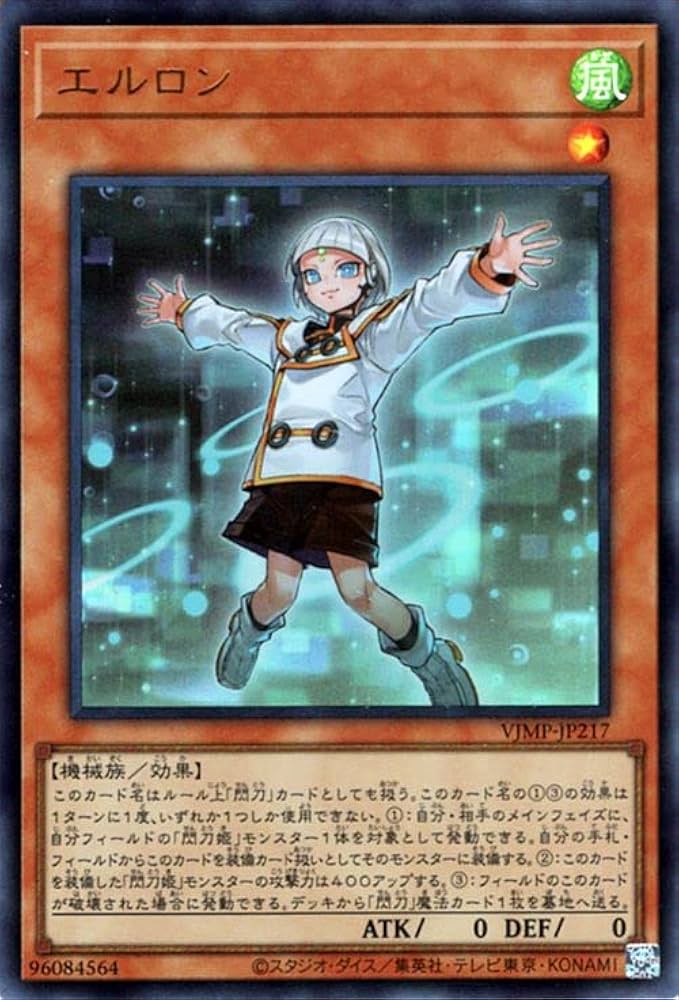 エルロン
風
VJMP-JP217
【機械族／効果】
このカード名はルール上「閃刀」カードとしても扱う。このカード名の①③の効果は
1ターンに1度、いずれか1つしか使用できない。①：自分・相手のメインフェイズに、
自分フィールドの「閃刀姫」モンスター1体を対象として発動できる。自分の手札・
フィールドからこのカードを装備カード扱いとしてそのモンスターに装備する。②：このカード
を装備した「閃刀姫」モンスターの攻撃力は400アップする。③：フィールドのこのカード
が破壊された場合に発動できる。デッキから「閃刀」魔法カード1枚を墓地へ送る。
ATK/ 0 DEF/ 0
96084564 ©スタジオ・ダイス／集英社・テレビ東京・KONAMI